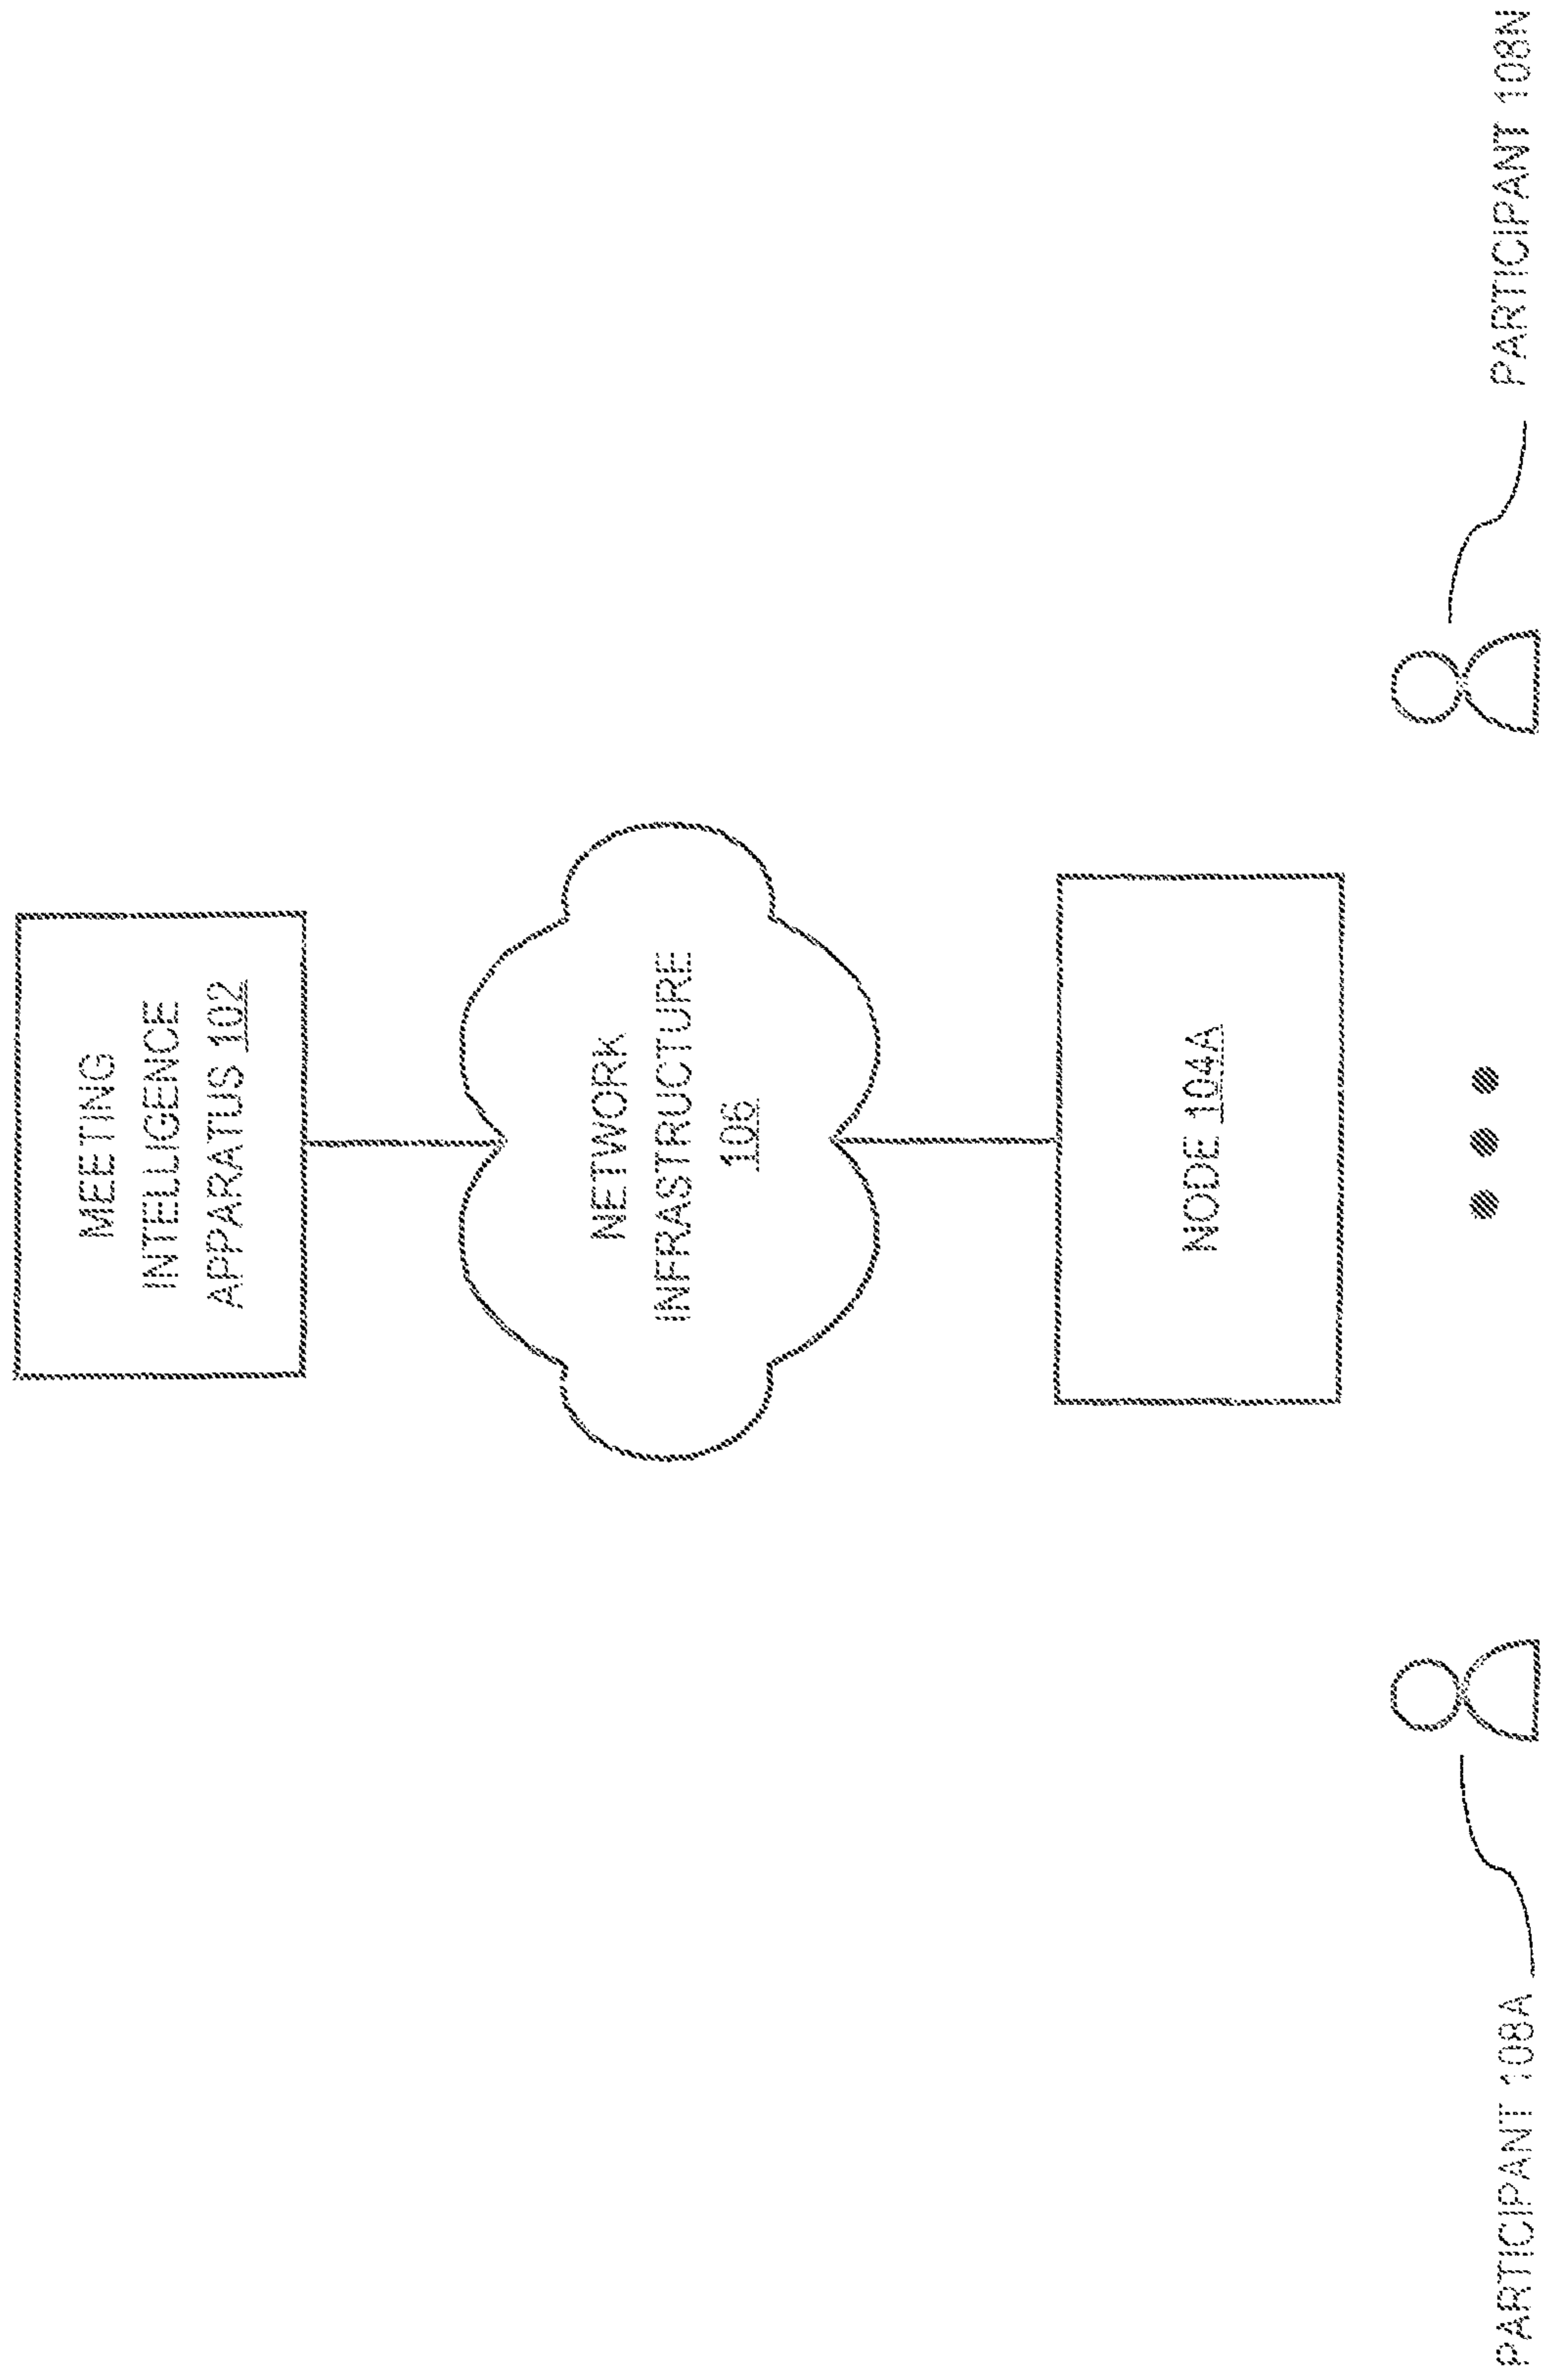 MEETING
INTELLIGENCE
APPARATUS 102
NETWORK
INFRASTRUCTURE
106
NODE 104A
PARTICIPANT 108A
PARTICIPANT 108N